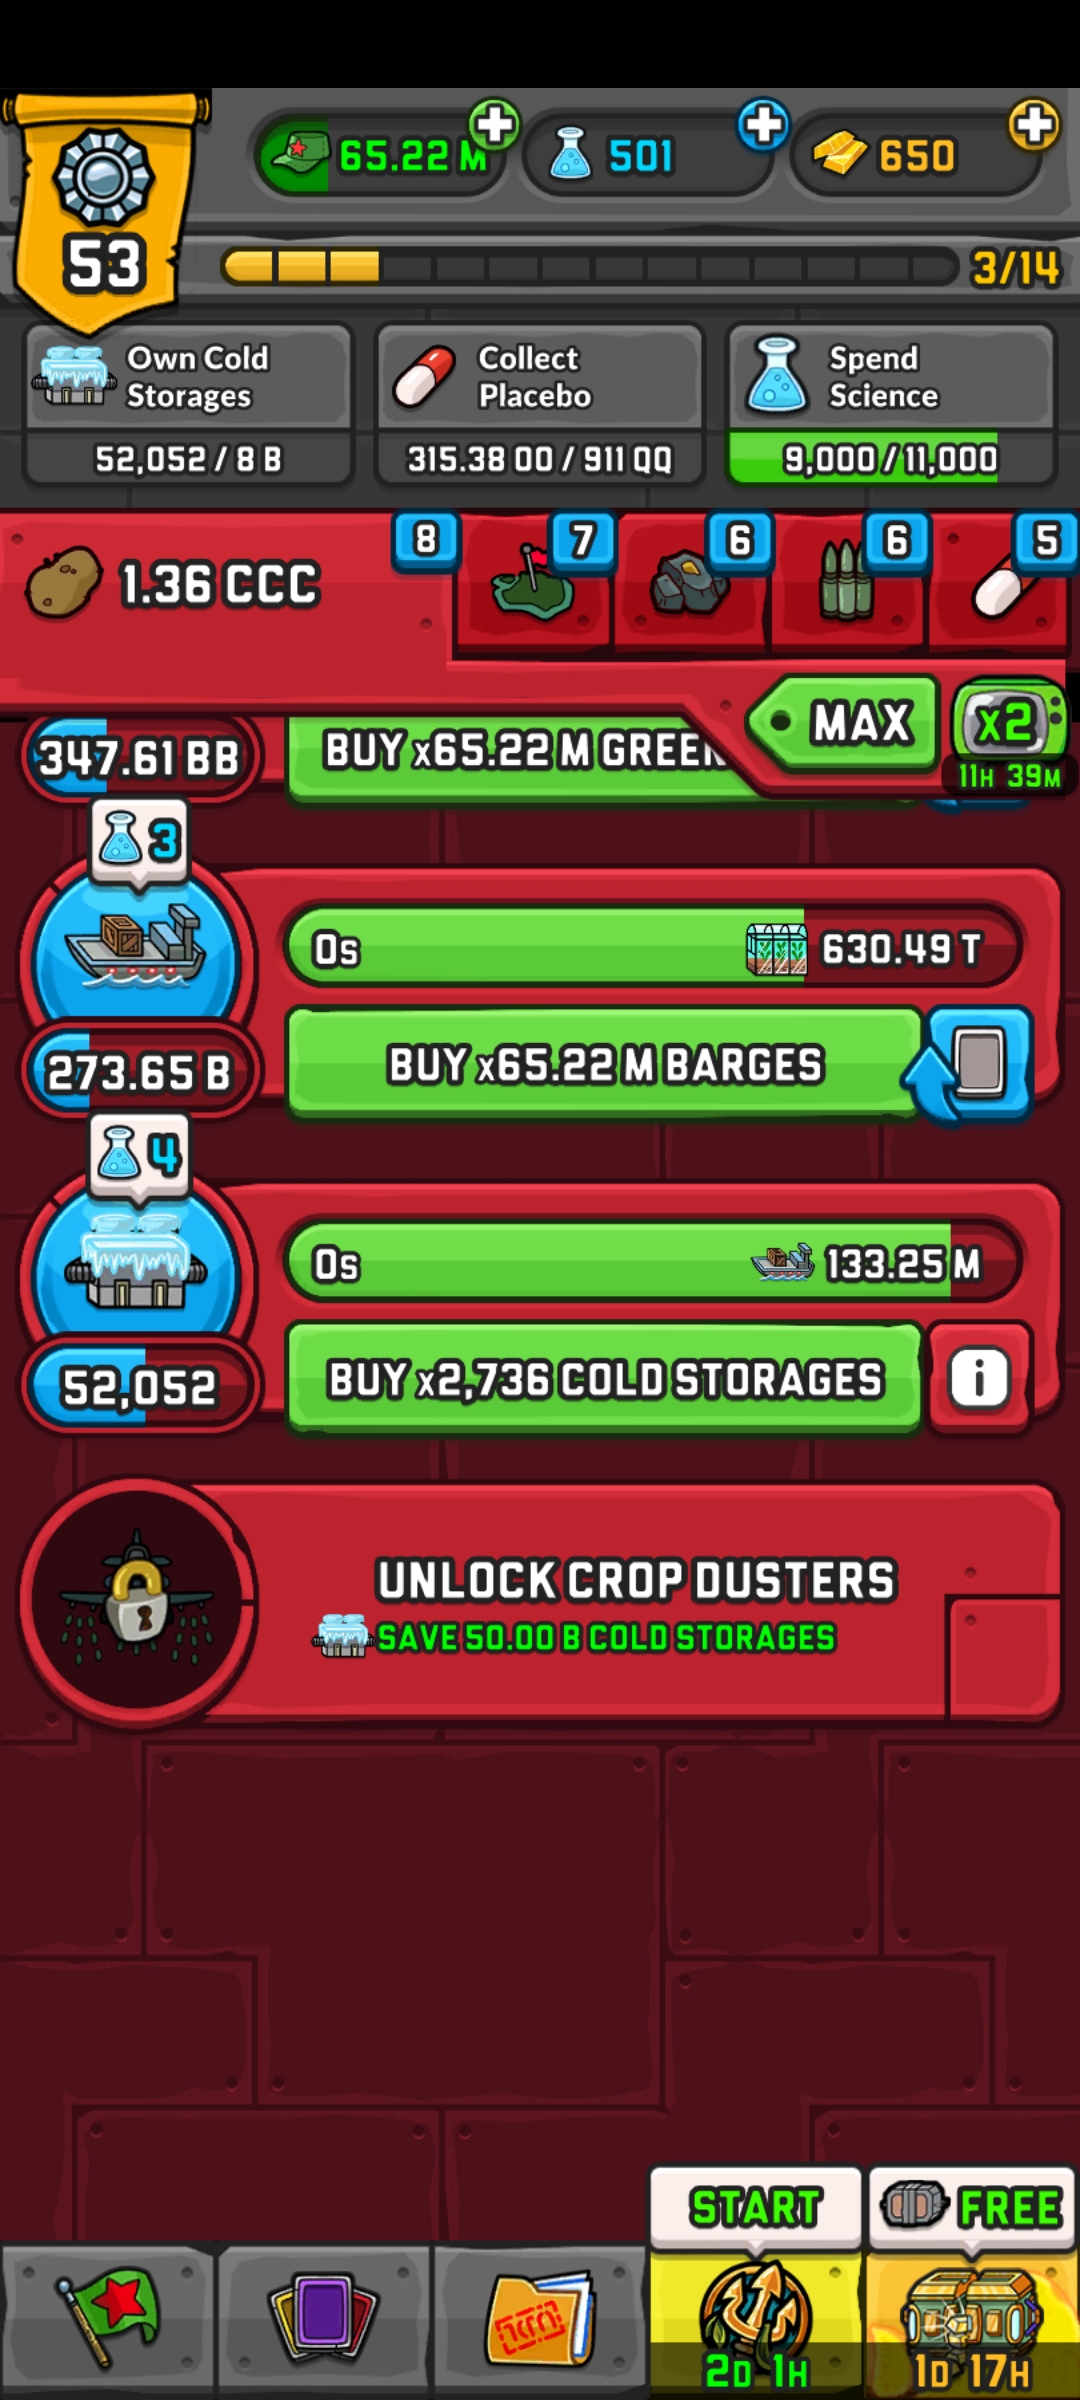 65.22 M
501
650
53
3/14
Own Cold
Storages
52,052 / 8 B
Collect
Placebo
315.38 OO / 911 QQ
Spend
Science
9,000 / 11,000
1.36 CCC
8
7
6
6
5
MAX
x2
11H 39M
347.61 BB
BUY x65.22 M GREEN
3
0s
630.49 T
273.65 B
BUY x65.22 M BARGES
4
0s
133.25 M
52,052
BUY x2,736 COLD STORAGES
i
UNLOCK CROP DUSTERS
SAVE 50.00 B COLD STORAGES
START
FREE
2D 1H
1D 17H